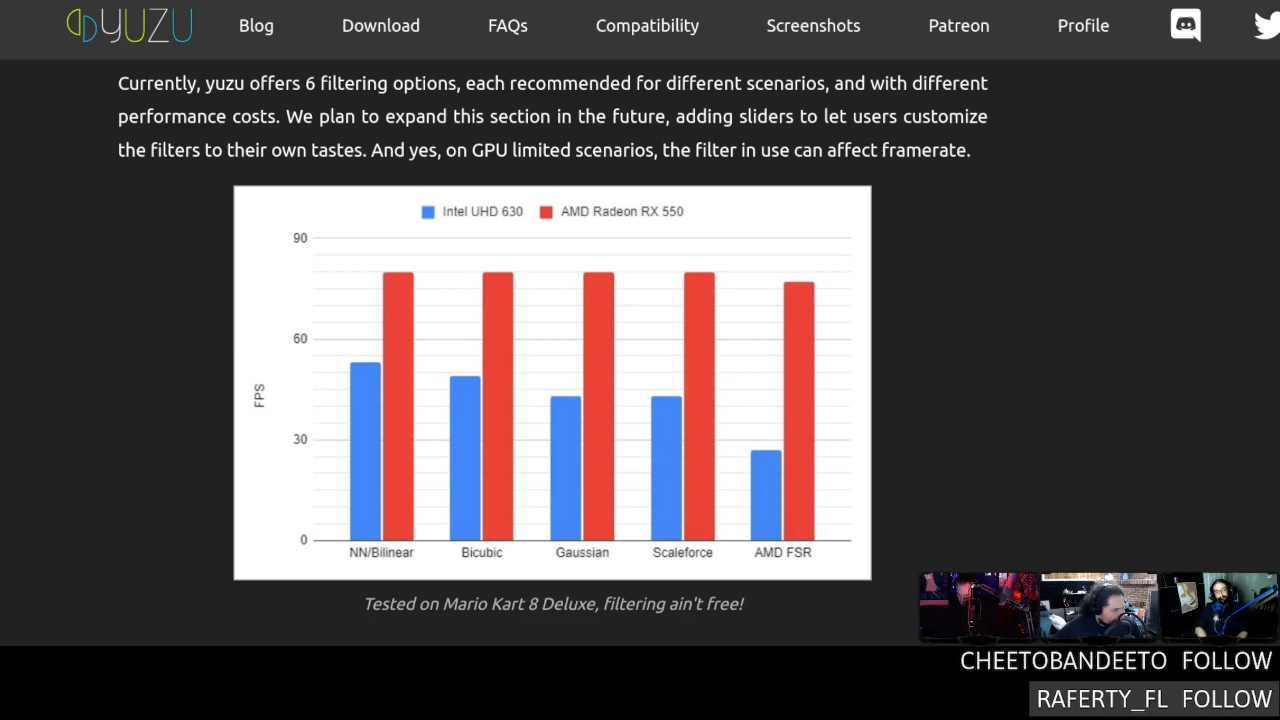 YUZU
Blog
Download
FAQs
Compatibility
Screenshots
Patreon
Profile
Currently, yuzu offers 6 filtering options, each recommended for different scenarios, and with different
performance costs. We plan to expand this section in the future, adding sliders to let users customize
the filters to their own tastes. And yes, on GPU limited scenarios, the filter in use can affect framerate.
Intel UHD 630
AMD Radeon RX 550
90
60
30
0
FPS
NN/Bilinear
Bicubic
Gaussian
Scaleforce
AMD FSR
Tested on Mario Kart 8 Deluxe, filtering ain't free!
CHEETOBANDEETO FOLLOW
RAFERTY_FL FOLLOW